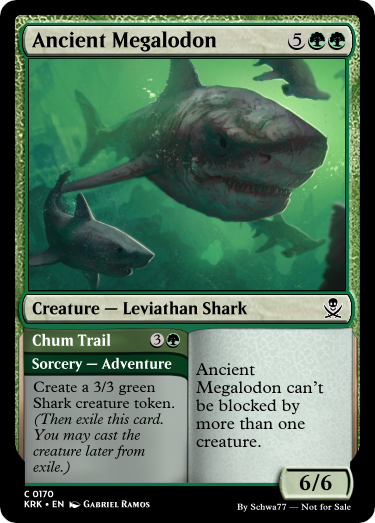 Ancient Megalodon 5
Creature — Leviathan Shark
Chum Trail 3
Sorcery — Adventure
Create a 3/3 green
Shark creature token.
(Then exile this card.
You may cast the
creature later from
exile.)
Ancient
Megalodon can't
be blocked by
more than one
creature.
6/6
C 0170
KRK • EN Gabriel Ramos
By Schwa77 — Not for Sale